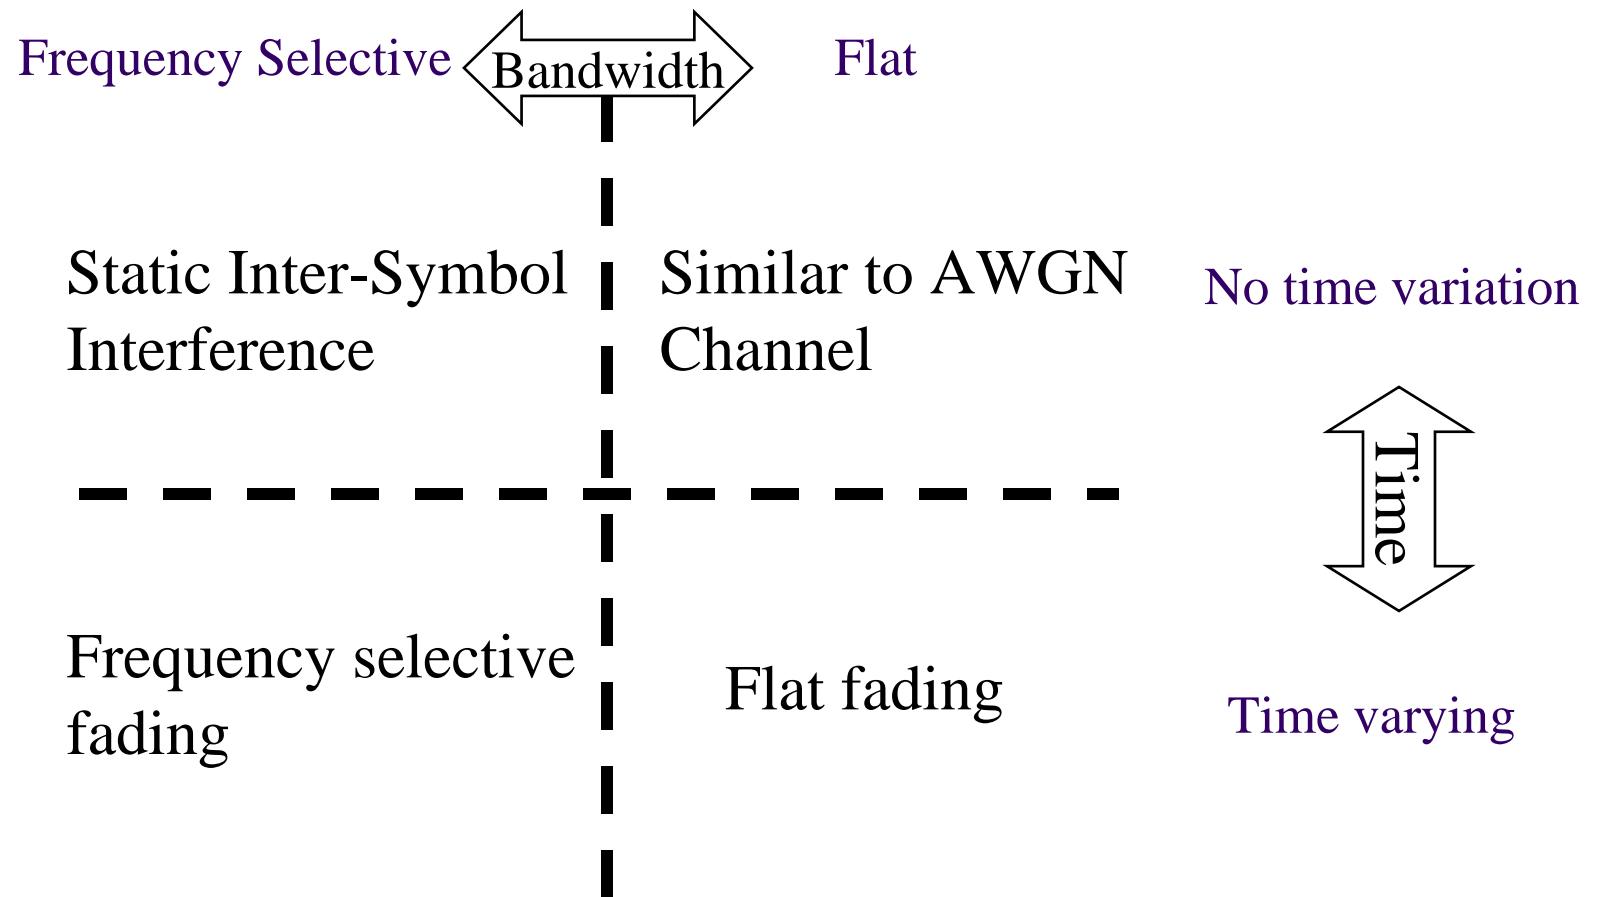 Frequency Selective
Bandwidth
Flat
Static Inter-Symbol
Interference
Similar to AWGN
Channel
No time variation
Time
Frequency selective
fading
Flat fading
Time varying